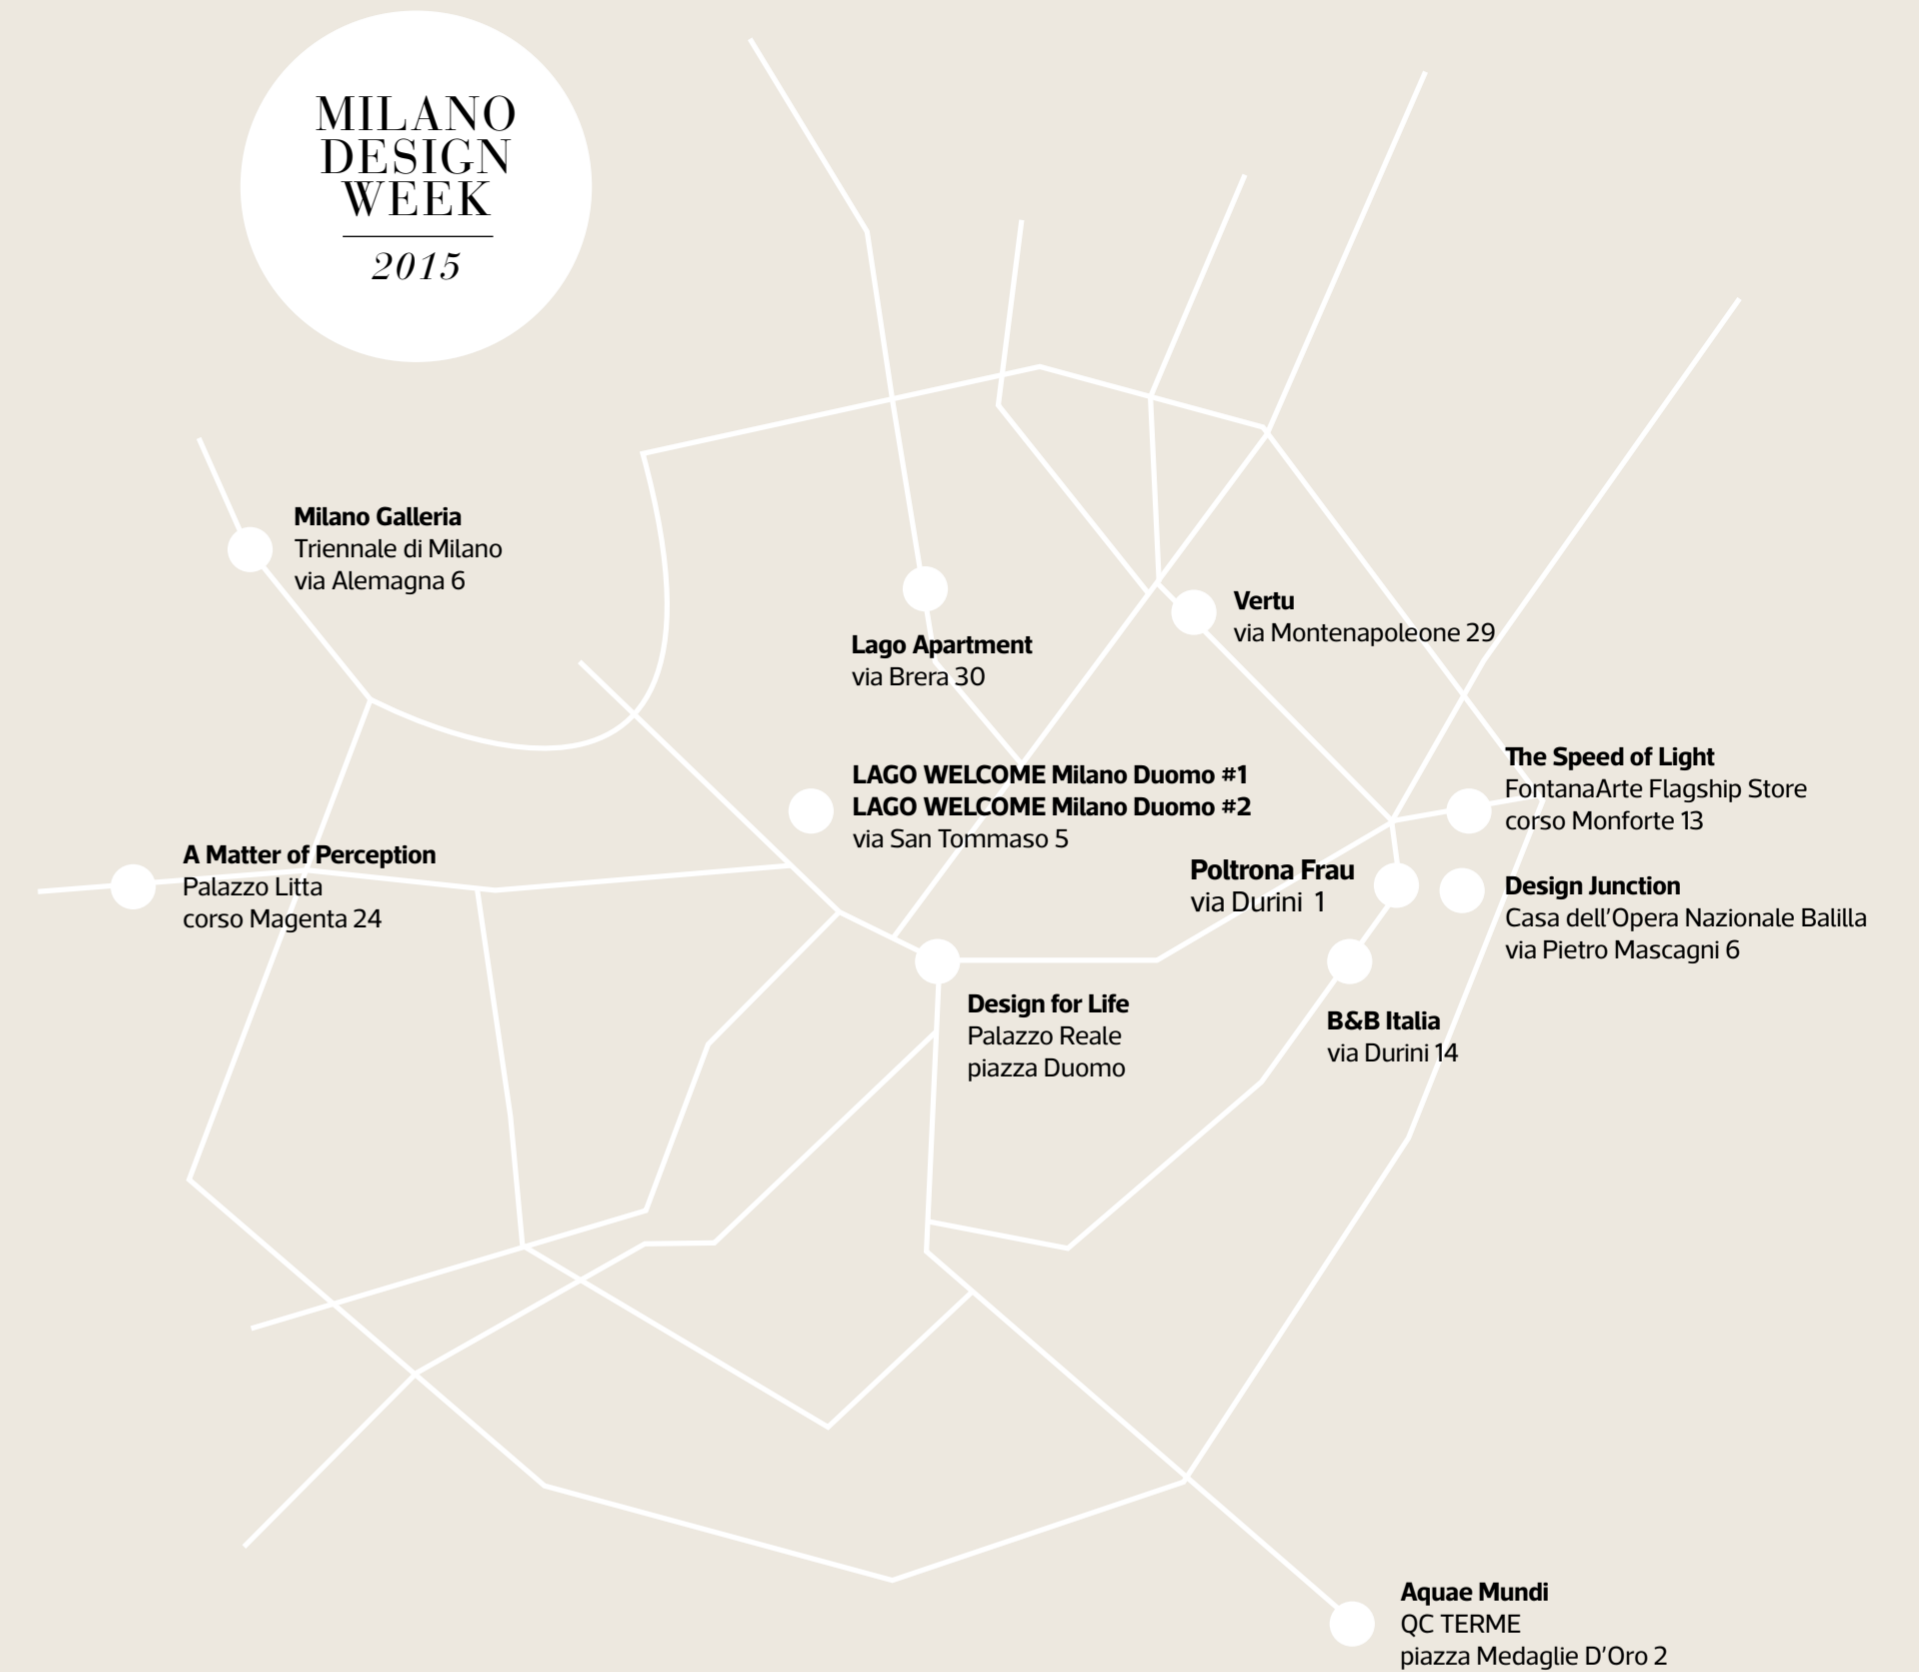 MILANO
DESIGN
WEEK
2015
Milano Galleria
Triennale di Milano
via Alemagna 6
Lago Apartment
via Brera 30
Vertu
via Montenapoleone 29
LAGO WELCOME Milano Duomo #1
LAGO WELCOME Milano Duomo #2
via San Tommaso 5
The Speed of Light
FontanaArte Flagship Store
corso Monforte 13
A Matter of Perception
Palazzo Litta
corso Magenta 24
Poltrona Frau
via Durini 1
Design Junction
Casa dell'Opera Nazionale Balilla
via Pietro Mascagni 6
Design for Life
Palazzo Reale
piazza Duomo
B&B Italia
via Durini 14
Aquae Mundi
QC TERME
piazza Medaglie D'Oro 2